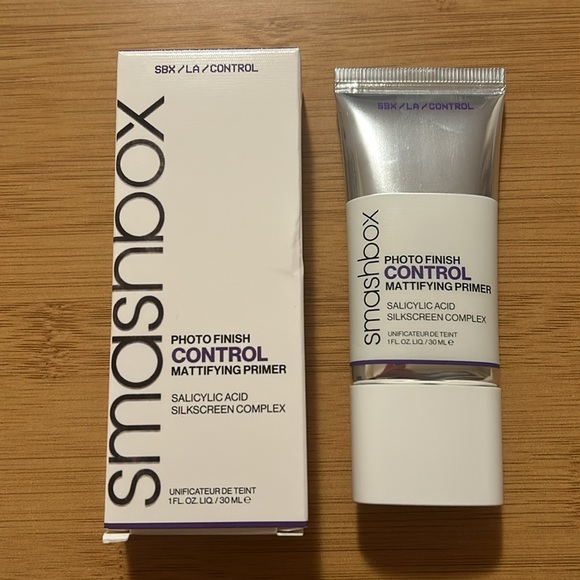 SBX/LA/CONTROL
smashbox
PHOTO FINISH
CONTROL
MATTIFYING PRIMER
SALICYLIC ACID
SILKSCREEN COMPLEX
UNIFICATEUR DE TEINT
1 FL. OZ. LIQ. / 30 ML ℮
SBX/LA/CONTROL
smashbox
PHOTO FINISH
CONTROL
MATTIFYING PRIMER
SALICYLIC ACID
SILKSCREEN COMPLEX
UNIFICATEUR DE TEINT
1 FL. OZ. LIQ. / 30 ML ℮